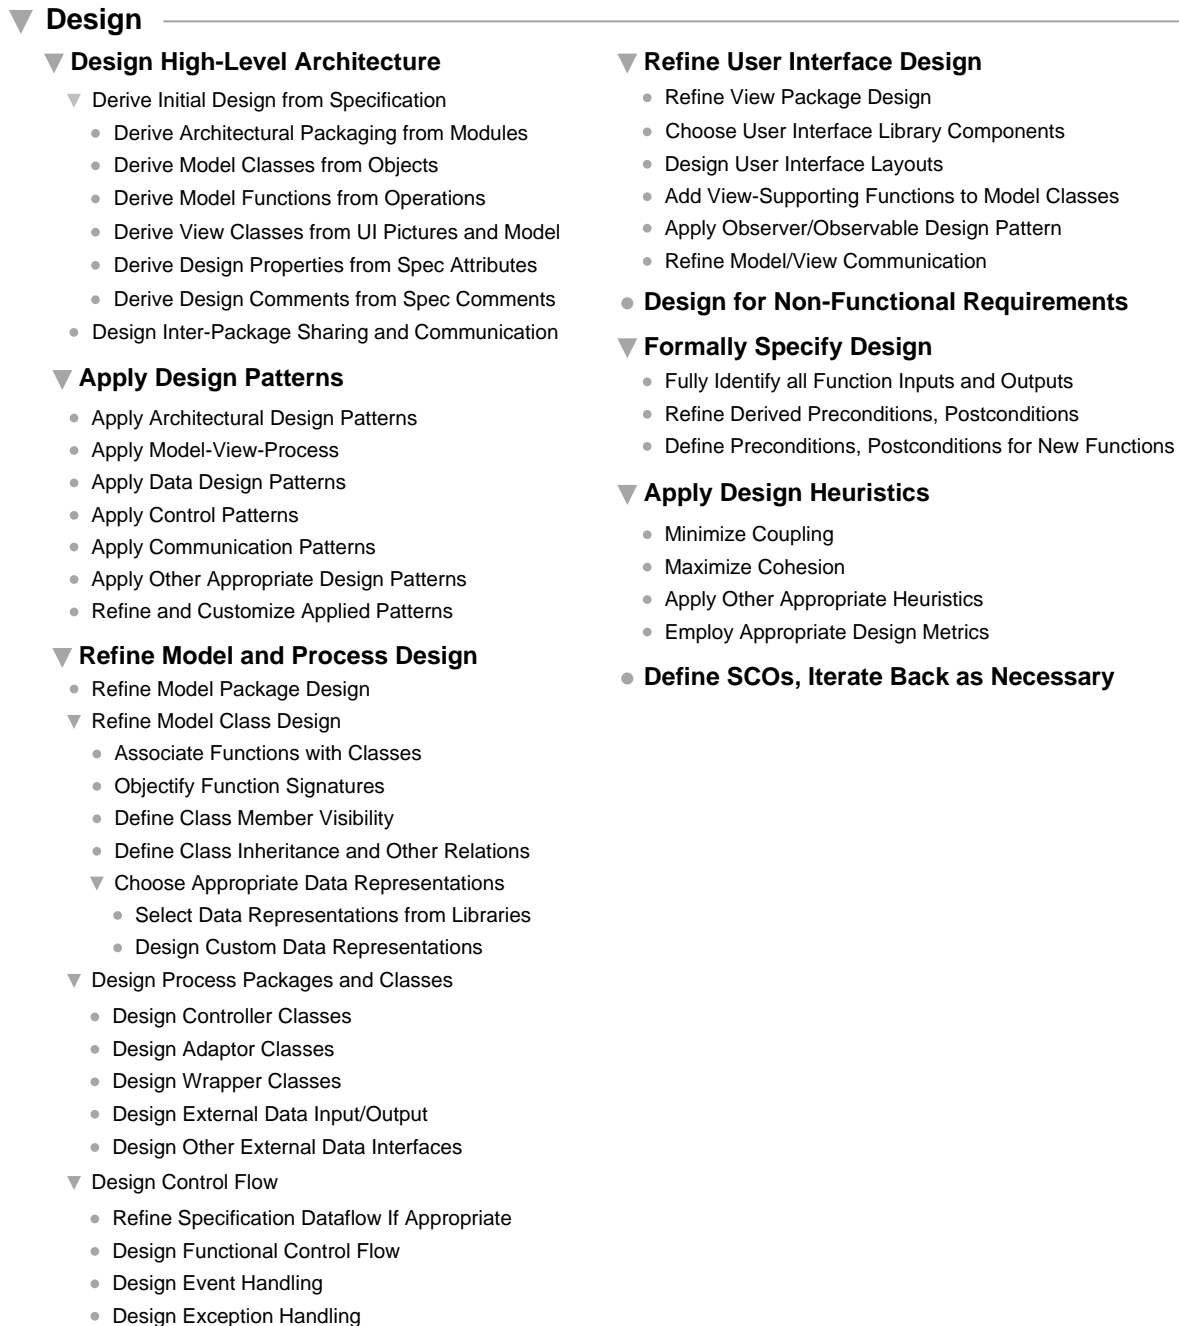 Design
Design High-Level Architecture
Derive Initial Design from Specification
Derive Architectural Packaging from Modules
Derive Model Classes from Objects
Derive Model Functions from Operations
Derive View Classes from UI Pictures and Model
Derive Design Properties from Spec Attributes
Derive Design Comments from Spec Comments
Design Inter-Package Sharing and Communication
Apply Design Patterns
Apply Architectural Design Patterns
Apply Model-View-Process
Apply Data Design Patterns
Apply Control Patterns
Apply Communication Patterns
Apply Other Appropriate Design Patterns
Refine and Customize Applied Patterns
Refine Model and Process Design
Refine Model Package Design
Refine Model Class Design
Associate Functions with Classes
Objectify Function Signatures
Define Class Member Visibility
Define Class Inheritance and Other Relations
Choose Appropriate Data Representations
Select Data Representations from Libraries
Design Custom Data Representations
Design Process Packages and Classes
Design Controller Classes
Design Adaptor Classes
Design Wrapper Classes
Design External Data Input/Output
Design Other External Data Interfaces
Design Control Flow
Refine Specification Dataflow If Appropriate
Design Functional Control Flow
Design Event Handling
Design Exception Handling
Refine User Interface Design
Refine View Package Design
Choose User Interface Library Components
Design User Interface Layouts
Add View-Supporting Functions to Model Classes
Apply Observer/Observable Design Pattern
Refine Model/View Communication
Design for Non-Functional Requirements
Formally Specify Design
Fully Identify all Function Inputs and Outputs
Refine Derived Preconditions, Postconditions
Define Preconditions, Postconditions for New Functions
Apply Design Heuristics
Minimize Coupling
Maximize Cohesion
Apply Other Appropriate Heuristics
Employ Appropriate Design Metrics
Define SCOs, Iterate Back as Necessary